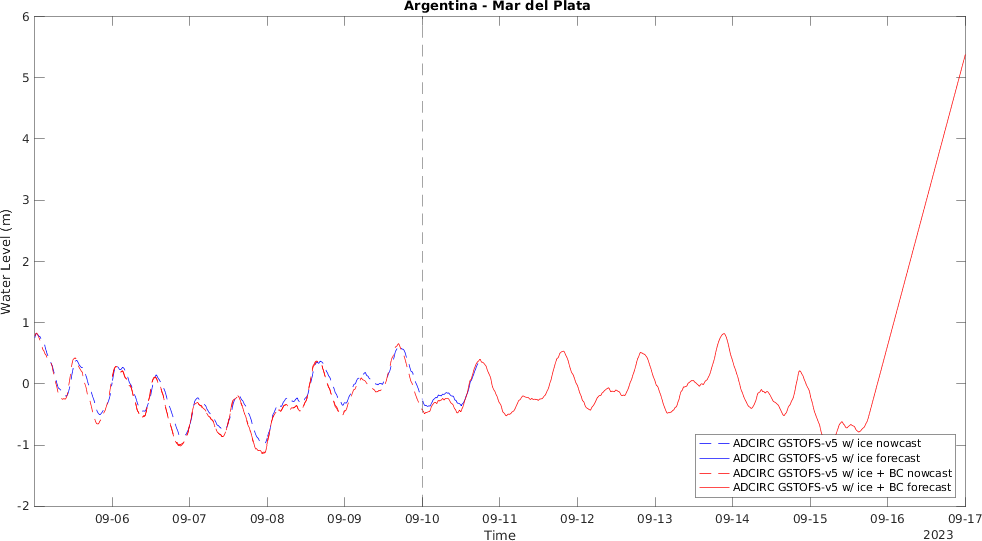 Argentina - Mar del Plata
6
5
4
3
2
1
0
-1
-2
Water Level (m)
09-06 09-07 09-08 09-09 09-10 09-11 09-12 09-13 09-14 09-15 09-16 09-17
Time
2023
ADCIRC GSTOFS-v5 w/ ice nowcast
ADCIRC GSTOFS-v5 w/ ice forecast
ADCIRC GSTOFS-v5 w/ ice + BC nowcast
ADCIRC GSTOFS-v5 w/ ice + BC forecast